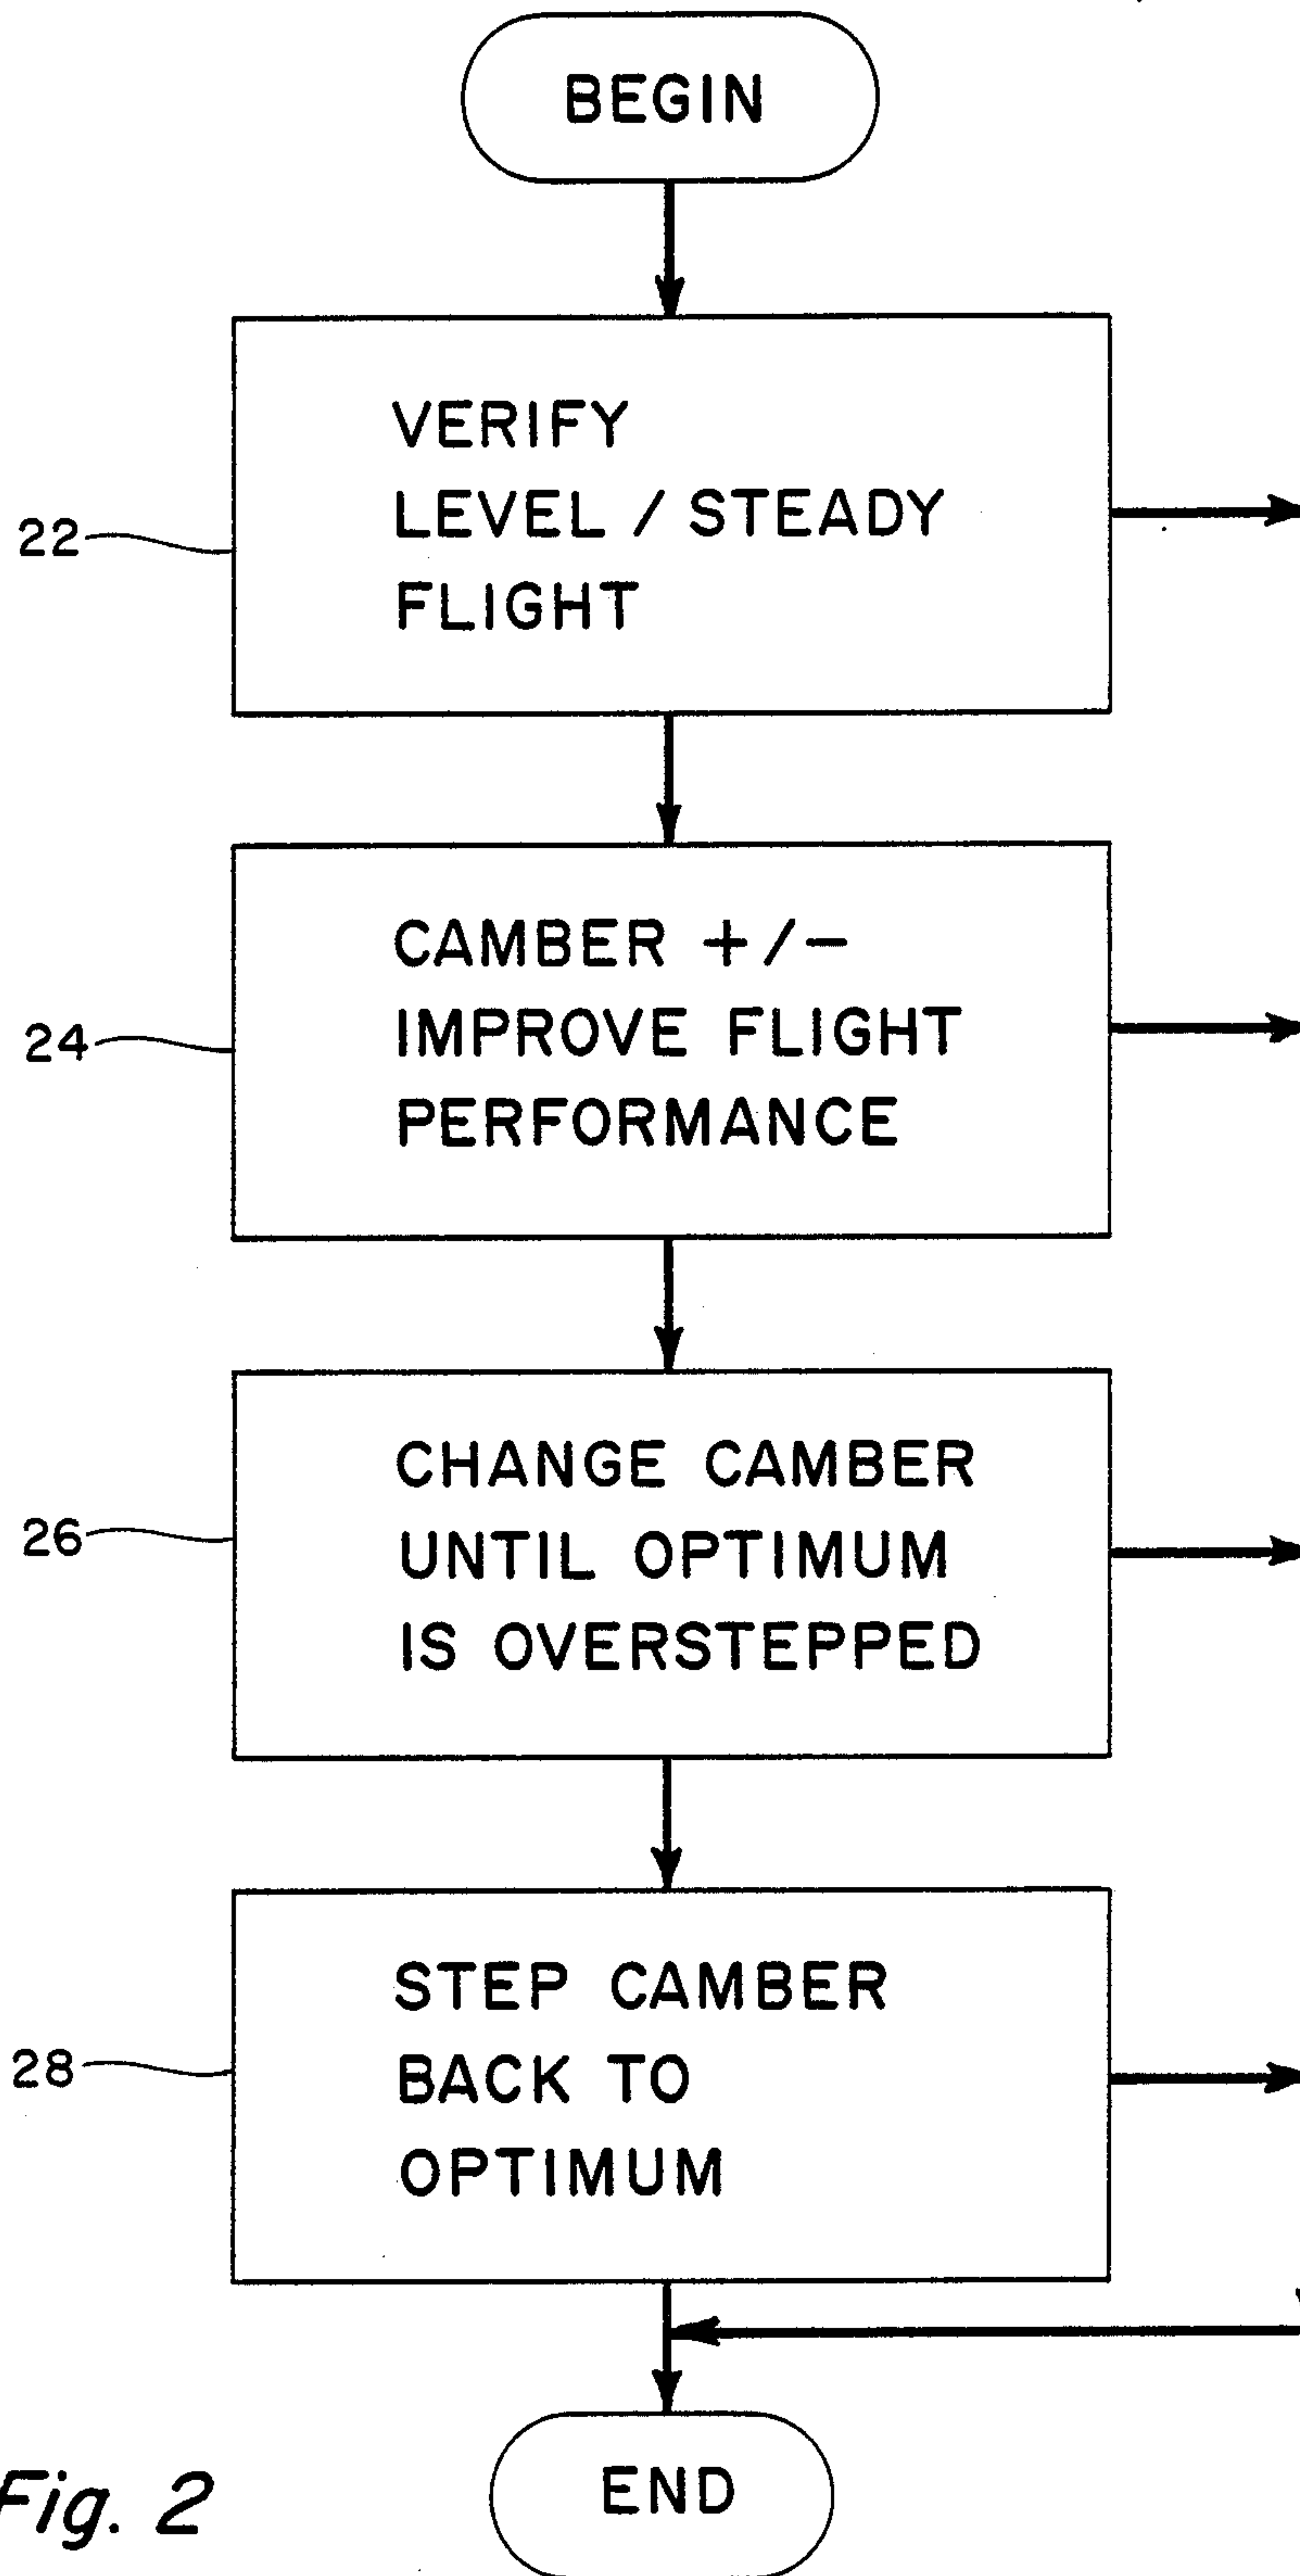 BEGIN
22
VERIFY
LEVEL / STEADY
FLIGHT
24
CAMBER +/-
IMPROVE FLIGHT
PERFORMANCE
26
CHANGE CAMBER
UNTIL OPTIMUM
IS OVERSTEPPED
28
STEP CAMBER
BACK TO
OPTIMUM
END
Fig. 2